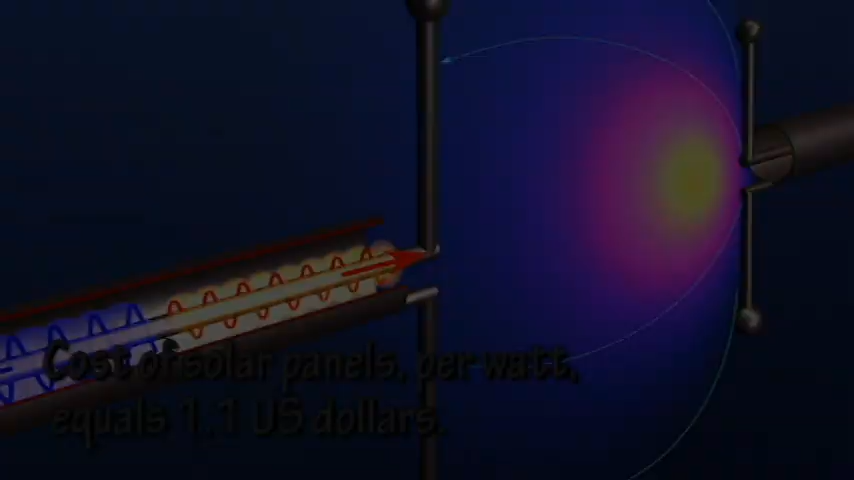 Cost of solar panels, per watt,
equals 1.1 US dollars.